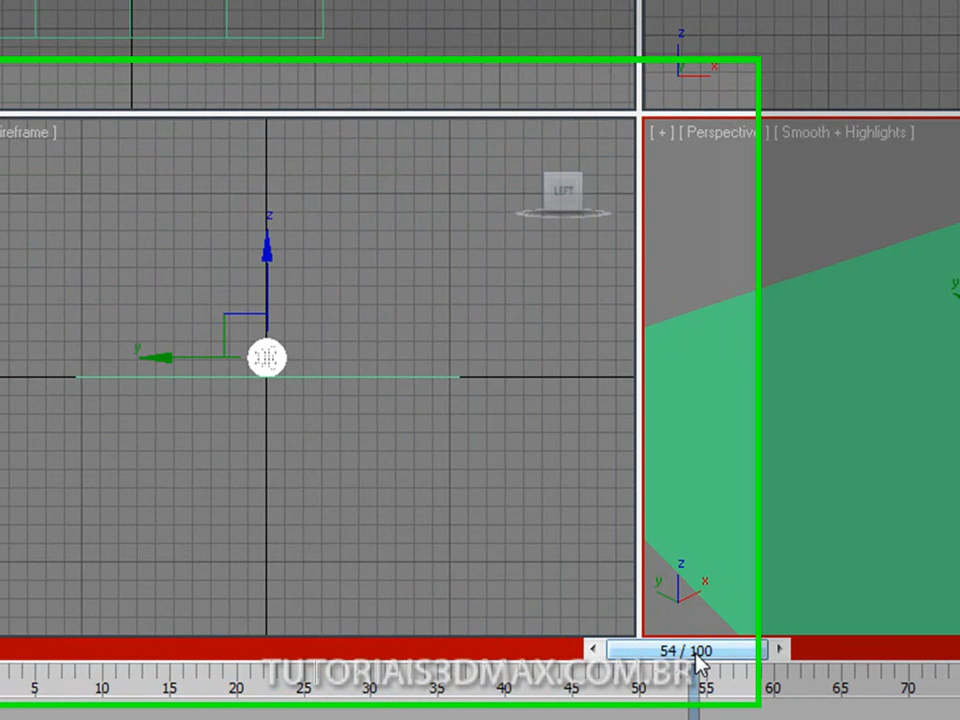 z
y x
ireframe ]
[ + ] [ Perspective ] [ Smooth + Highlights ]
LEFT
z
y
y
z
y x
54 / 100
TUTORIAIS3DMAX.COM.BR
5 10 15 20 25 30 35 40 45 50 55 60 65 70